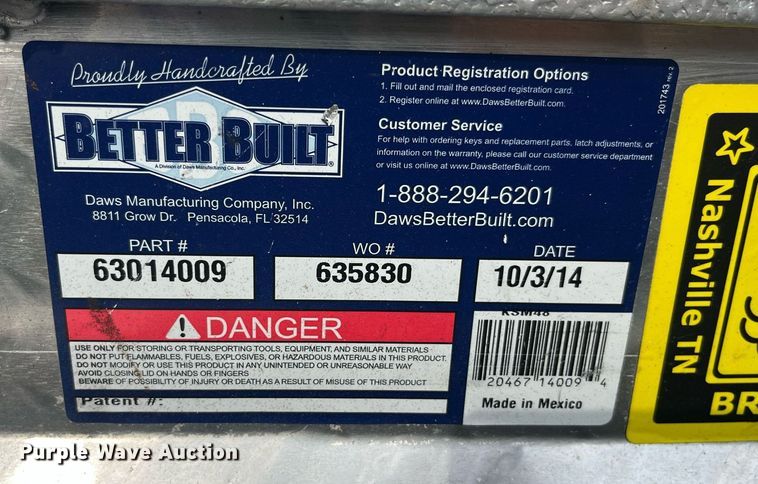 Proudly Handcrafted By
BETTER BUILT
A Division of Daws Manufacturing Co., Inc.
Daws Manufacturing Company, Inc.
8811 Grow Dr. Pensacola, FL 32514
Product Registration Options
1. Fill out and mail the enclosed registration card.
2. Register online at www.DawsBetterBuilt.com.
Customer Service
For help with ordering keys and replacement parts, latch adjustments, or
information on the warranty, please call our customer service department
or visit us online at www.DawsBetterBuilt.com.
1-888-294-6201
DawsBetterBuilt.com
201743 rev. 2
PART #
63014009
WO #
635830
DATE
10/3/14
DANGER
USE ONLY FOR STORING OR TRANSPORTING TOOLS, EQUIPMENT, AND SIMILAR MATERIALS
DO NOT PUT FLAMMABLES, FUELS, EXPLOSIVES, OR HAZARDOUS MATERIALS IN THIS PRODUCT.
DO NOT MODIFY OR USE THIS PRODUCT IN ANY UNINTENDED OR UNREASONABLE WAY
AVOID CLOSING LID ON HANDS OR FINGERS
BEWARE OF POSSIBILITY OF INJURY OR DEATH AS A RESULT OF MISUSE OF THIS PRODUCT
Patent #:
KSM48
20467 14009 4
Made in Mexico
Nashville TN
BR
Purple Wave Auction